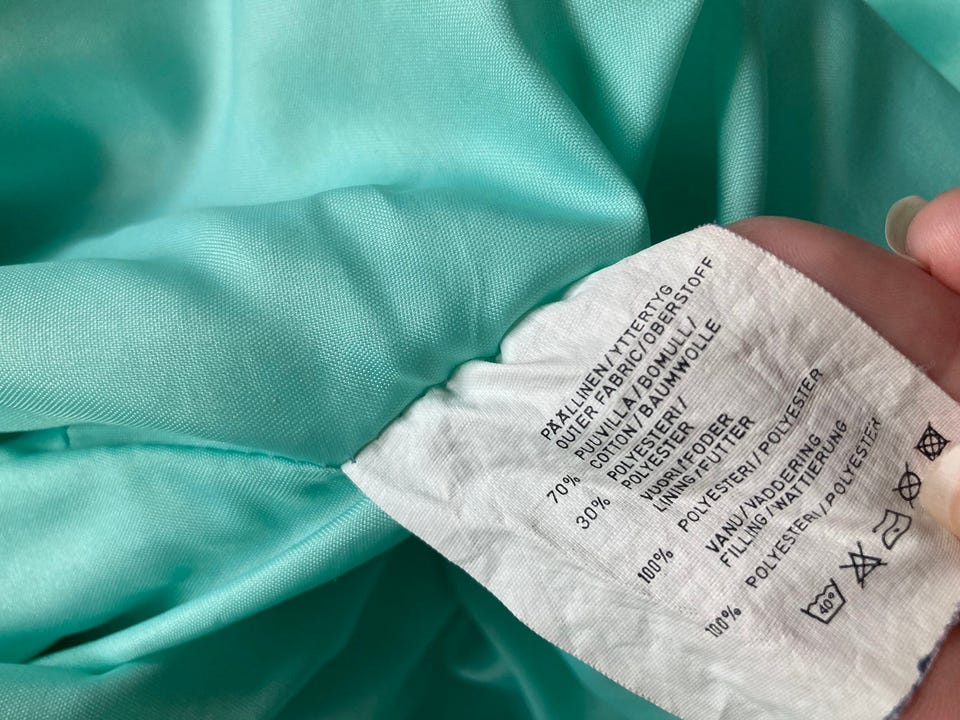 PÄÄLLINEN/YTTERTYG
OUTER FABRIC/OBERSTOFF
PUUVILLA/BOMULL/
70% COTTON/BAUMWOLLE
POLYESTERI/
30% POLYESTER
VUORI/FODER
LINING/FUTTER
100% POLYESTERI/POLYESTER
VANU/VADDERING
FILLING/WATTIERUNG
100% POLYESTERI/POLYESTER
40°